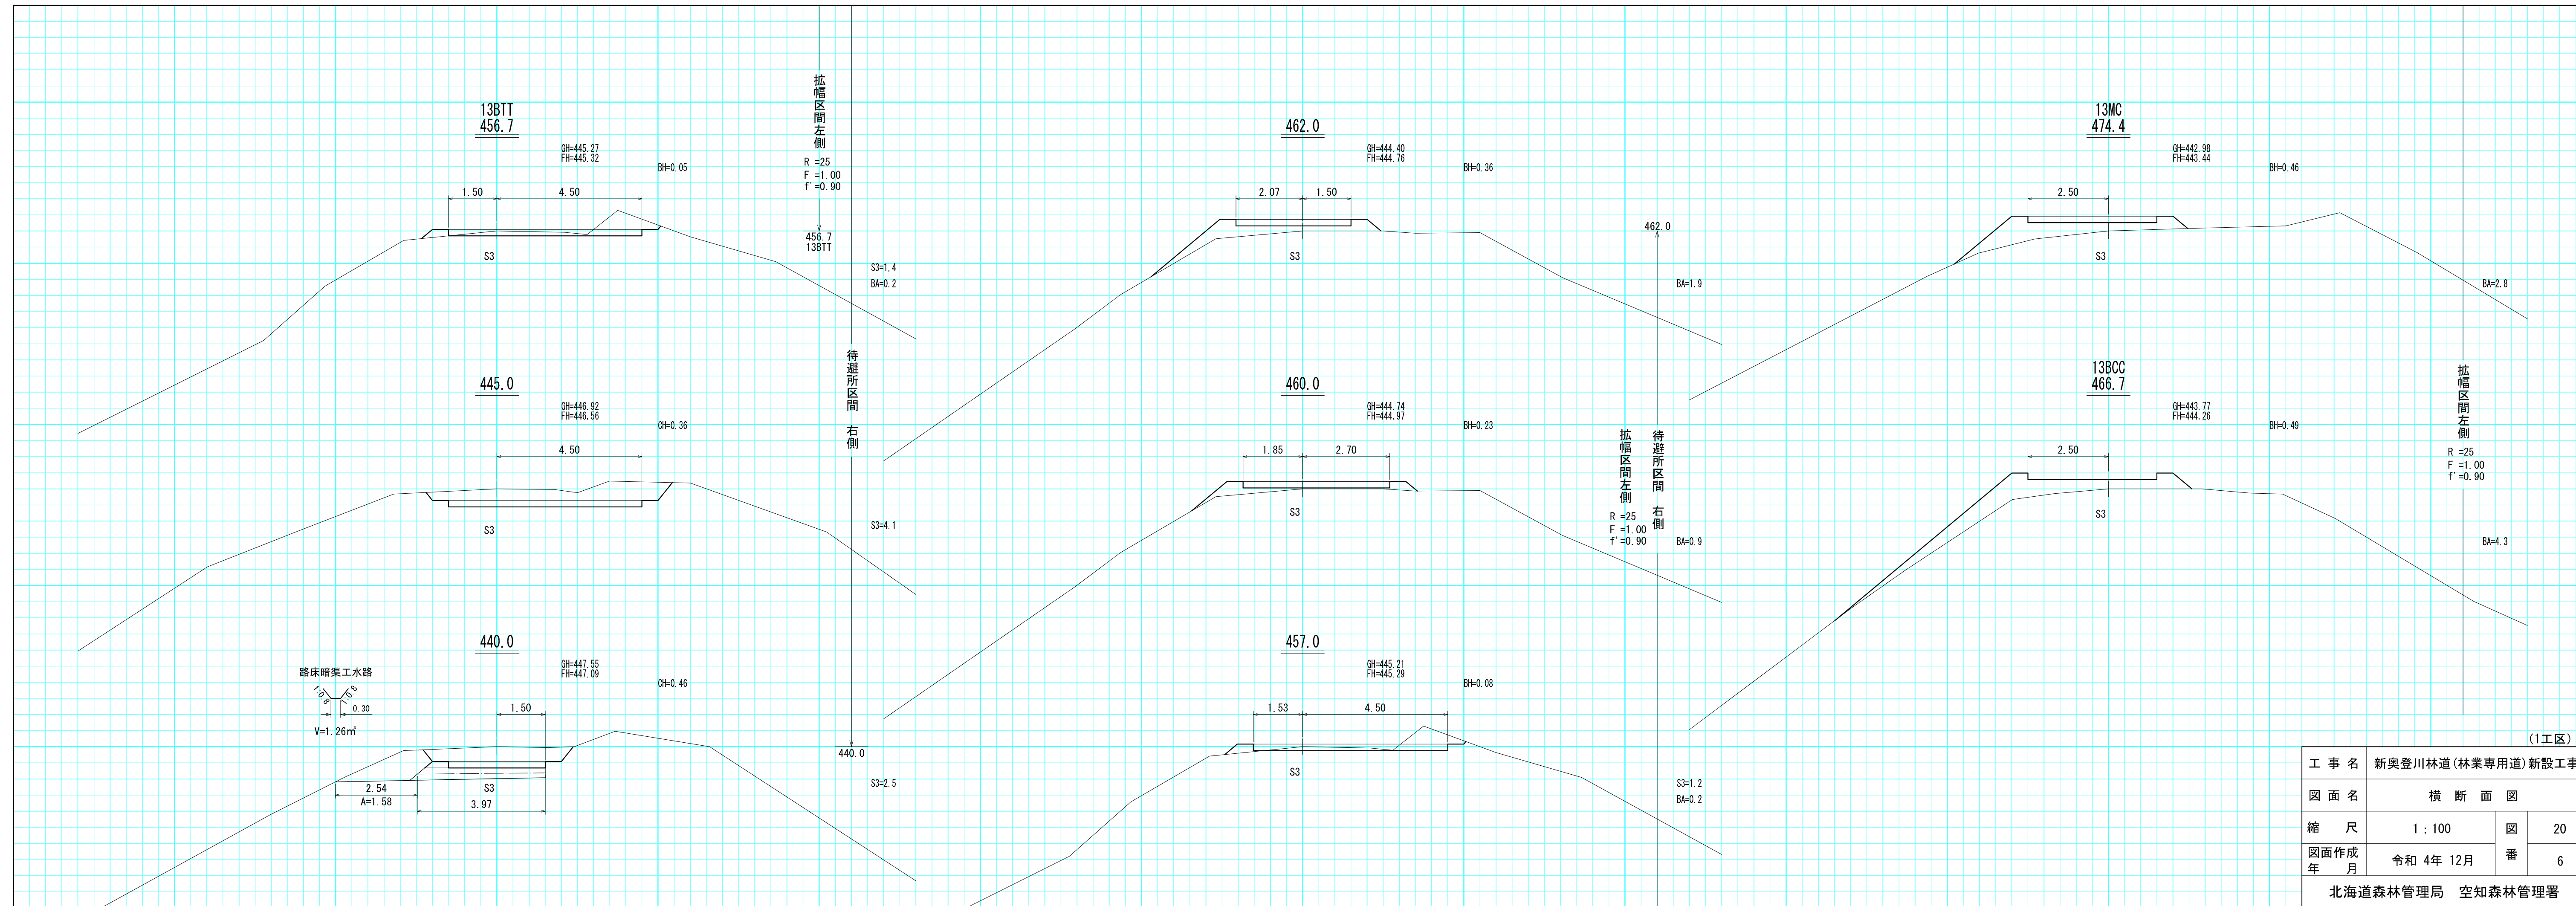 13BTT
456.7
GH=445.27
FH=445.32
BH=0.05
1.50
4.50
S3
S3=1.4
BA=0.2
拡幅区間左側
R =25
F =1.00
f'=0.90
456.7
13BTT
462.0
GH=444.40
FH=444.76
BH=0.36
2.07
1.50
S3
BA=1.9
462.0
13MC
474.4
GH=442.98
FH=443.44
BH=0.46
2.50
S3
BA=2.8
445.0
GH=446.92
FH=446.56
CH=0.36
4.50
S3
S3=4.1
待避所区間 右側
460.0
GH=444.74
FH=444.97
BH=0.23
1.85
2.70
S3
BA=0.9
拡幅区間左側
R =25
F =1.00
f'=0.90
待避所区間 右側
13BCC
466.7
GH=443.77
FH=444.26
BH=0.49
2.50
S3
BA=4.3
拡幅区間左側
R =25
F =1.00
f'=0.90
440.0
GH=447.55
FH=447.09
CH=0.46
路床暗渠工水路
1:0.8
1:0.8
0.30
V=1.26㎥
1.50
2.54
A=1.58
S3
3.97
S3=2.5
440.0
457.0
GH=445.21
FH=445.29
BH=0.08
1.53
4.50
S3
S3=1.2
BA=0.2
(1工区)
工事名 新奥登川林道(林業専用道)新設工事
図面名 横断面図
縮尺 1:100 図番 20
図面作成年月 令和 4年 12月 6
北海道森林管理局 空知森林管理署